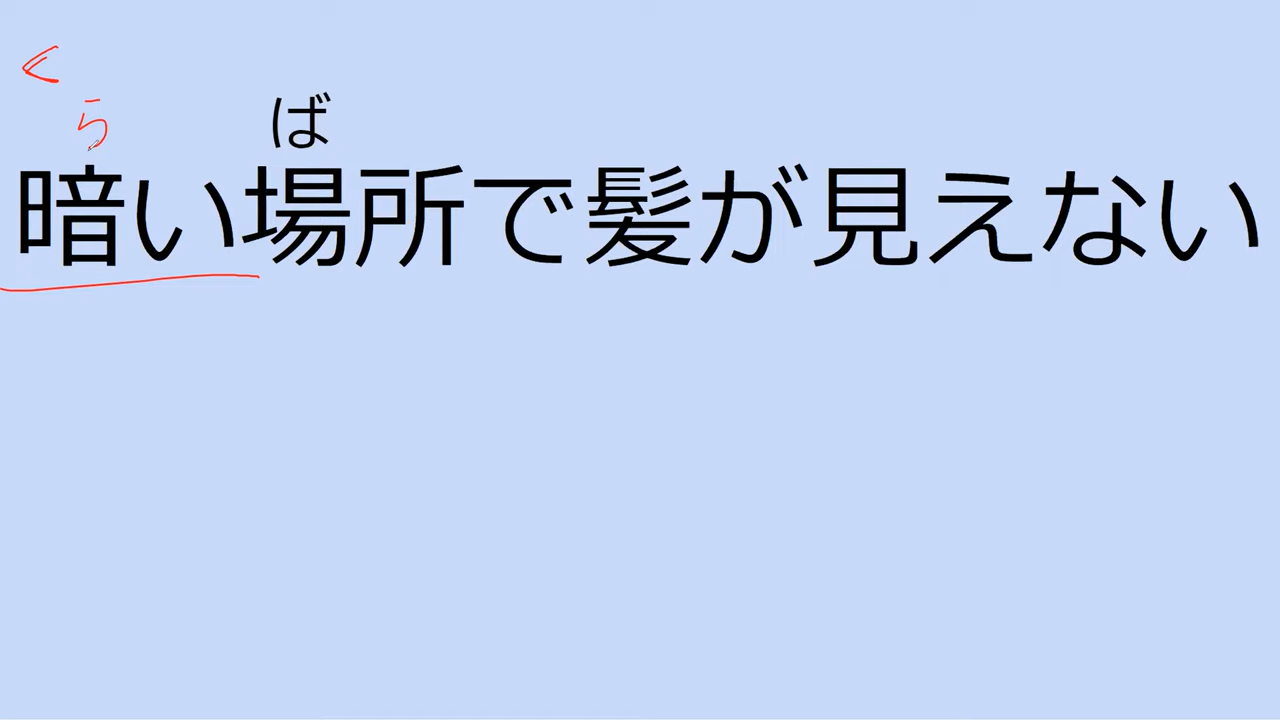 く
ら ば
暗い場所で髪が見えない